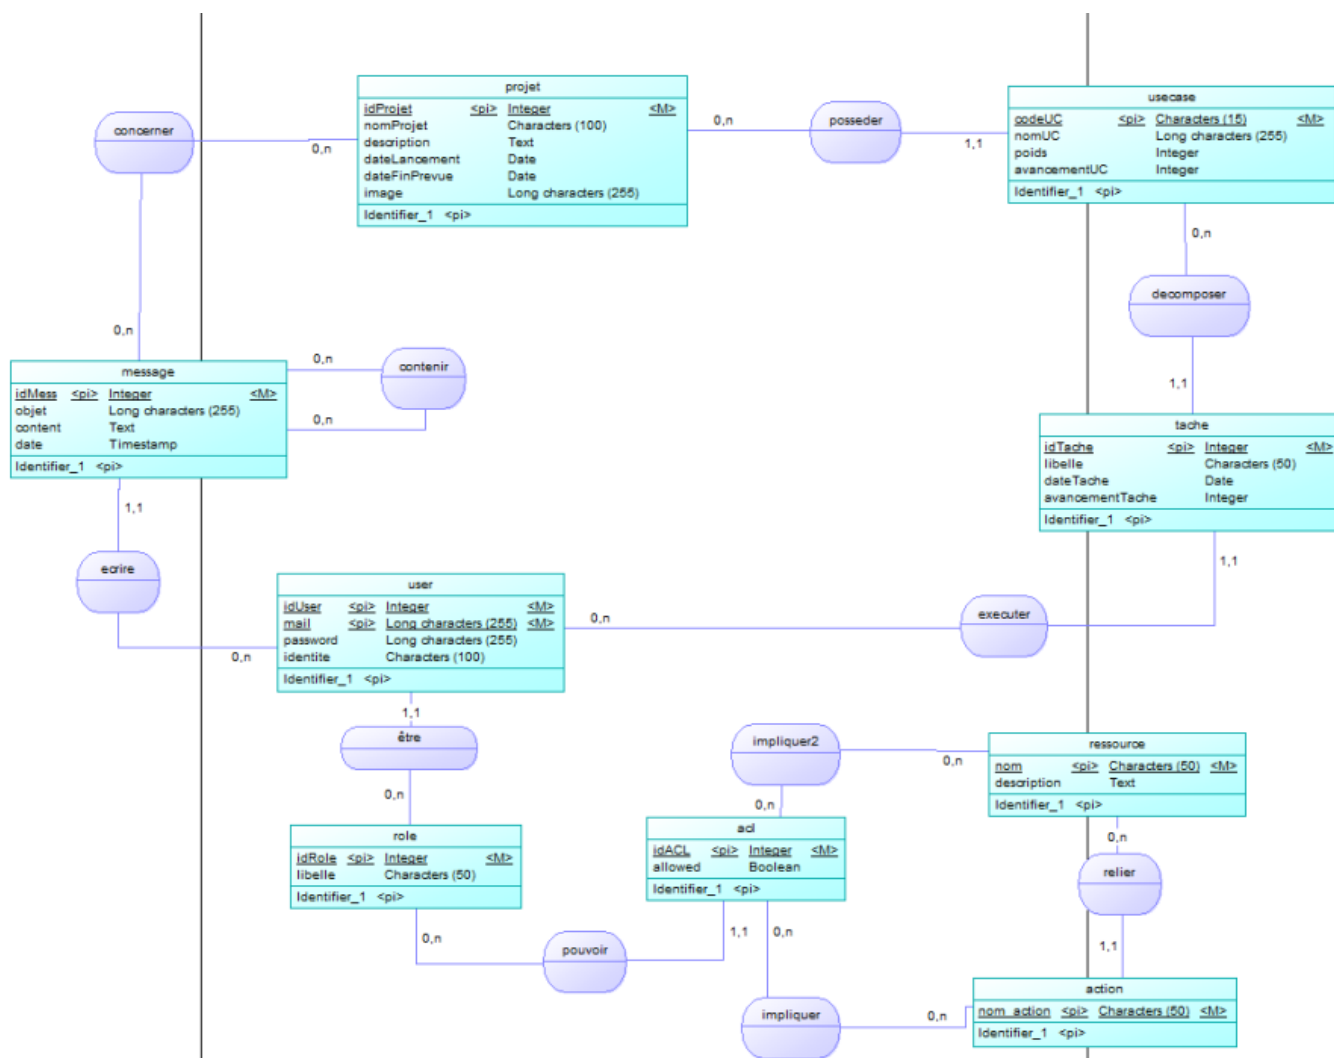 projet
idProjet <pi> Integer <M>
nomProjet Characters (100)
description Text
dateLancement Date
dateFinPrevue Date
image Long characters (255)
Identifier_1 <pi>
concerner
0,n
0,n
0,n
posseder
1,1
usecase
codeUC <pi> Characters (15) <M>
nomUC Long characters (255)
poids Integer
avancementUC Integer
Identifier_1 <pi>
0,n
decomposer
1,1
message
idMess <pi> Integer <M>
objet Long characters (255)
content Text
date Timestamp
Identifier_1 <pi>
0,n
contenir
0,n
tache
idTache <pi> Integer <M>
libelle Characters (50)
dateTache Date
avancementTache Integer
Identifier_1 <pi>
1,1
ecrire
0,n
user
idUser <pi> Integer <M>
mail <pi> Long characters (255) <M>
password Long characters (255)
identite Characters (100)
Identifier_1 <pi>
0,n
executer
1,1
1,1
être
0,n
role
idRole <pi> Integer <M>
libelle Characters (50)
Identifier_1 <pi>
0,n
pouvoir
1,1
impliquer2
0,n
0,n
acl
idACL <pi> Integer <M>
allowed Boolean
Identifier_1 <pi>
0,n
impliquer
0,n
ressource
nom <pi> Characters (50) <M>
description Text
Identifier_1 <pi>
0,n
relier
1,1
action
nom_action <pi> Characters (50) <M>
Identifier_1 <pi>